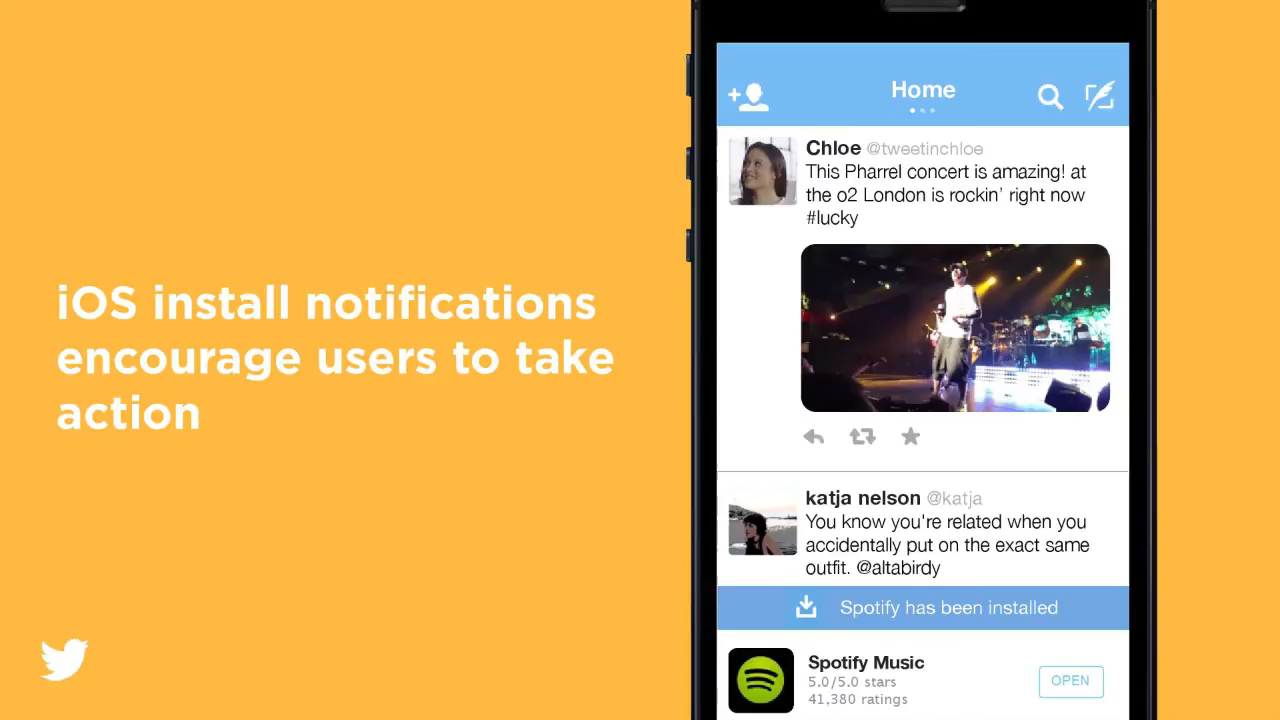 iOS install notifications
encourage users to take
action
Home
Chloe @tweetinchloe
This Pharrel concert is amazing! at
the o2 London is rockin' right now
#lucky
katja nelson @katja
You know you're related when you
accidentally put on the exact same
outfit. @altabirdy
Spotify has been installed
Spotify Music
5.0/5.0 stars
41,380 ratings
OPEN